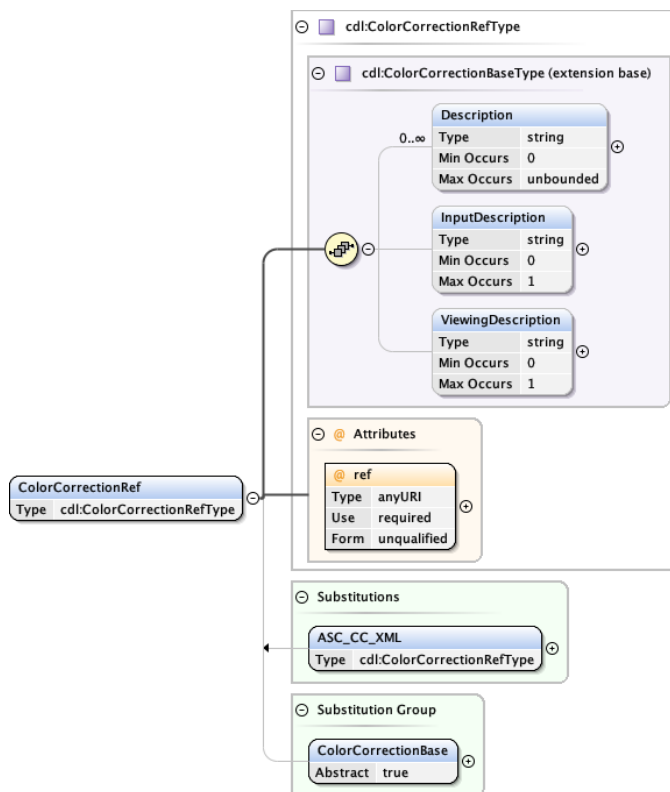 cdl:ColorCorrectionRefType
cdl:ColorCorrectionBaseType (extension base)
Description
0..∞
Type string
Min Occurs 0
Max Occurs unbounded
InputDescription
Type string
Min Occurs 0
Max Occurs 1
ViewingDescription
Type string
Min Occurs 0
Max Occurs 1
@ Attributes
@ ref
Type anyURI
Use required
Form unqualified
ColorCorrectionRef
Type cdl:ColorCorrectionRefType
Substitutions
ASC_CC_XML
Type cdl:ColorCorrectionRefType
Substitution Group
ColorCorrectionBase
Abstract true